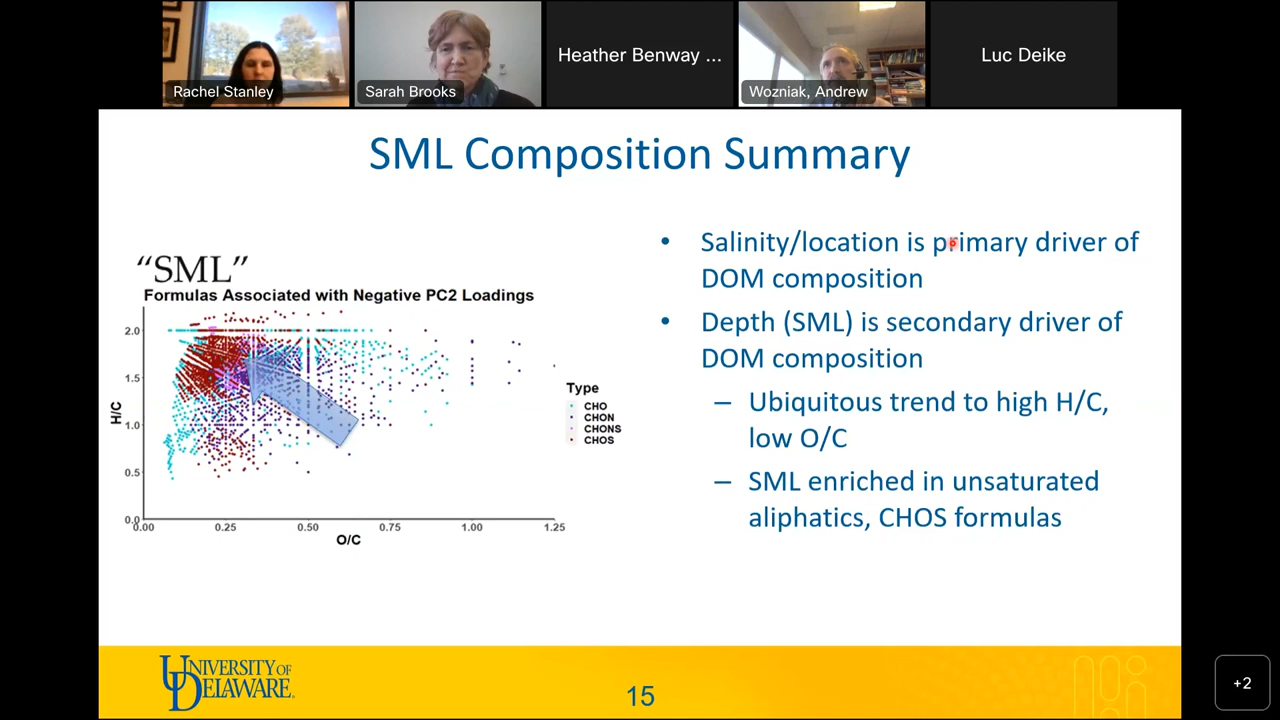 Rachel Stanley
Sarah Brooks
Heather Benway ...
Wozniak, Andrew
Luc Deike
SML Composition Summary
“SML”
Formulas Associated with Negative PC2 Loadings
2.0
1.5
1.0
0.5
0.0
H/C
0.00 0.25 0.50 0.75 1.00 1.25
O/C
Type
CHO
CHON
CHONS
CHOS
• Salinity/location is primary driver of
DOM composition
• Depth (SML) is secondary driver of
DOM composition
– Ubiquitous trend to high H/C,
low O/C
– SML enriched in unsaturated
aliphatics, CHOS formulas
UNIVERSITY OF
DELAWARE
15
+2